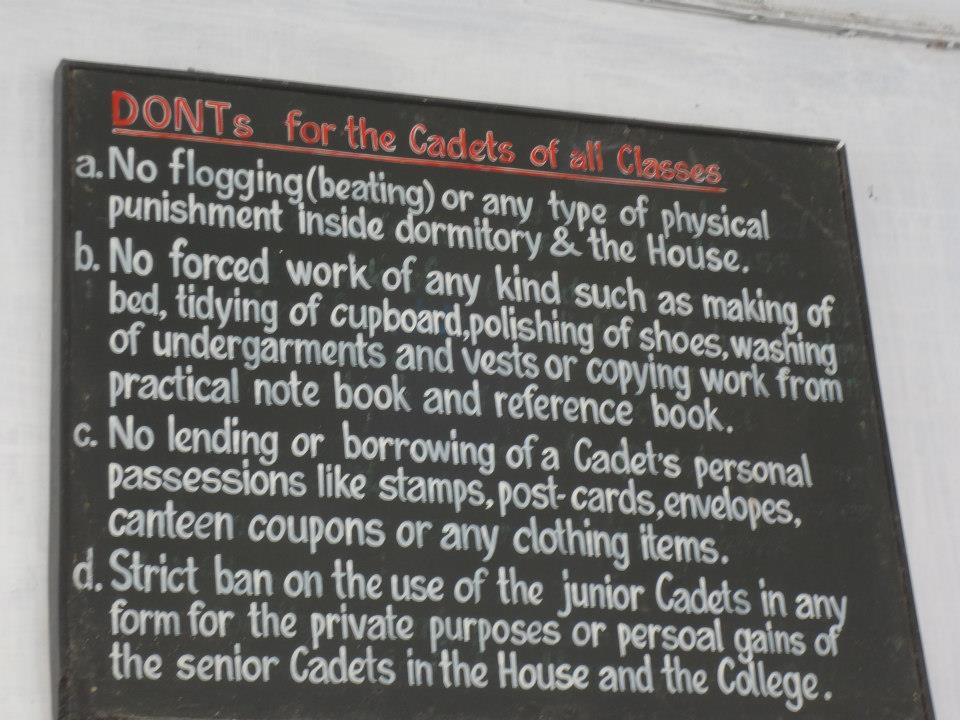 DONTs for the Cadets of all Classes
a. No flogging (beating) or any type of physical
punishment inside dormitory & the House.
b. No forced work of any kind such as making of
bed, tidying of cupboard, polishing of shoes, washing
of undergarments and vests or copying work from
practical note book and reference book.
c. No lending or borrowing of a Cadet's personal
passessions like stamps, post-cards, envelopes,
canteen coupons or any clothing items.
d. Strict ban on the use of the junior Cadets in any
form for the private purposes or persoal gains of
the senior Cadets in the House and the College.